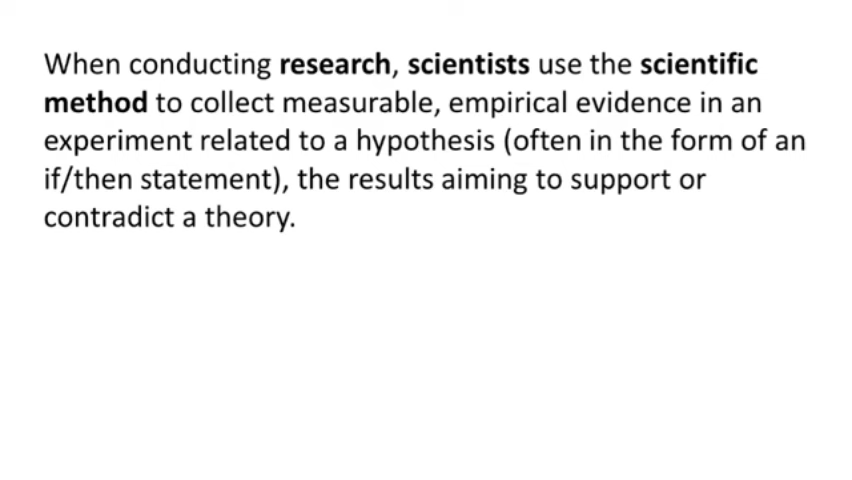 When conducting research, scientists use the scientific
method to collect measurable, empirical evidence in an
experiment related to a hypothesis (often in the form of an
if/then statement), the results aiming to support or
contradict a theory.